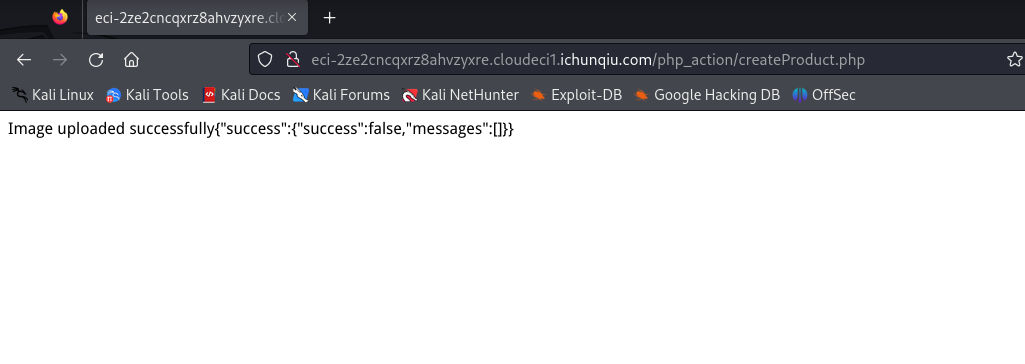 eci-2ze2cncqxrz8ahvzyxre.clo
eci-2ze2cncqxrz8ahvzyxre.cloudeci1.ichunqiu.com/php_action/createProduct.php
Kali Linux Kali Tools Kali Docs Kali Forums Kali NetHunter Exploit-DB Google Hacking DB OffSec
Image uploaded successfully{"success":{"success":false,"messages":[]}}